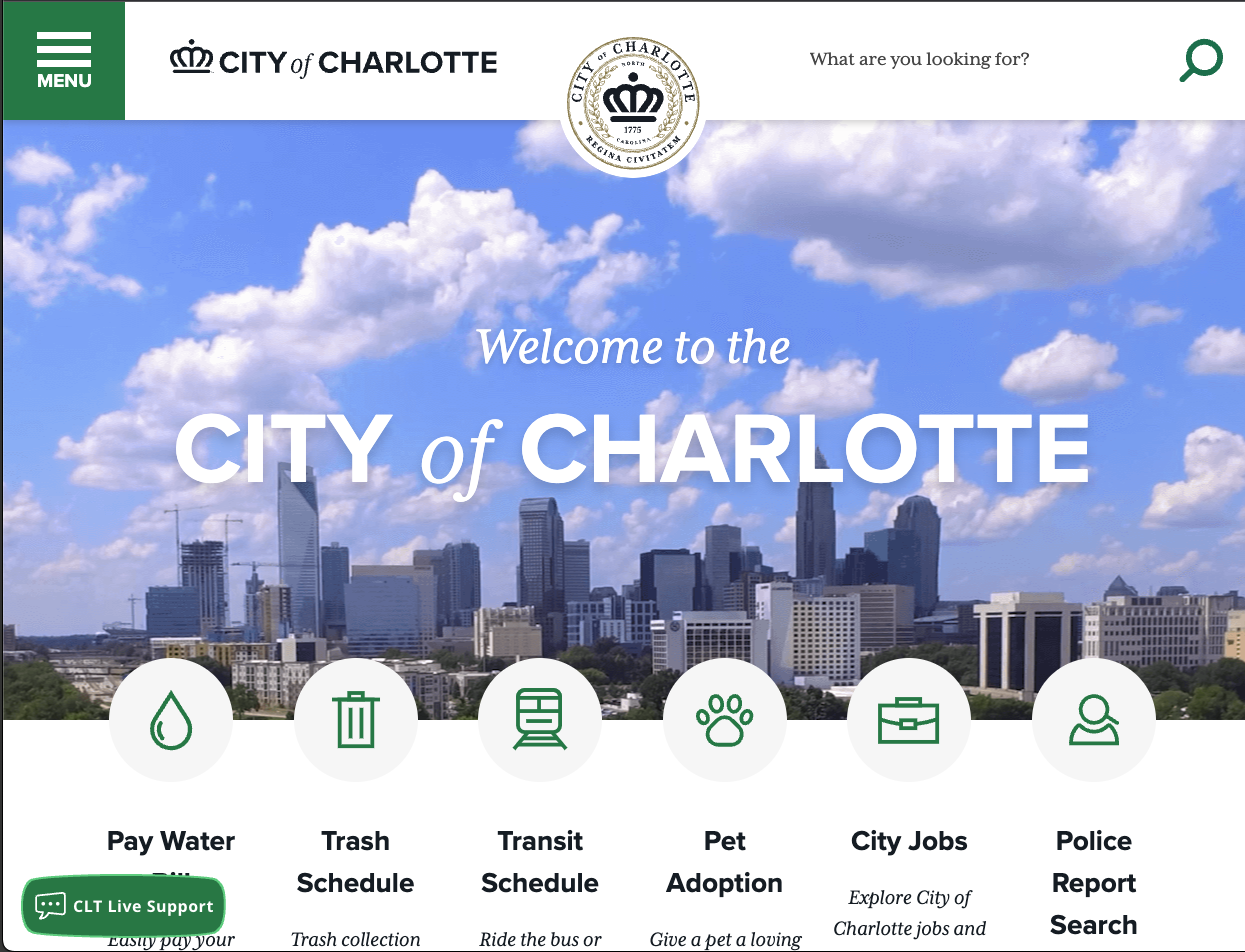 MENU
CITY of CHARLOTTE
CITY OF CHARLOTTE
NORTH
1775
CAROLINA
REGINA CIVITATEM
What are you looking for?
Welcome to the
CITY of CHARLOTTE
Pay Water
Bill
Easily pay your
Trash
Schedule
Trash collection
Transit
Schedule
Ride the bus or
Pet
Adoption
Give a pet a loving
City Jobs
Explore City of
Charlotte jobs and
Police
Report
Search
CLT Live Support